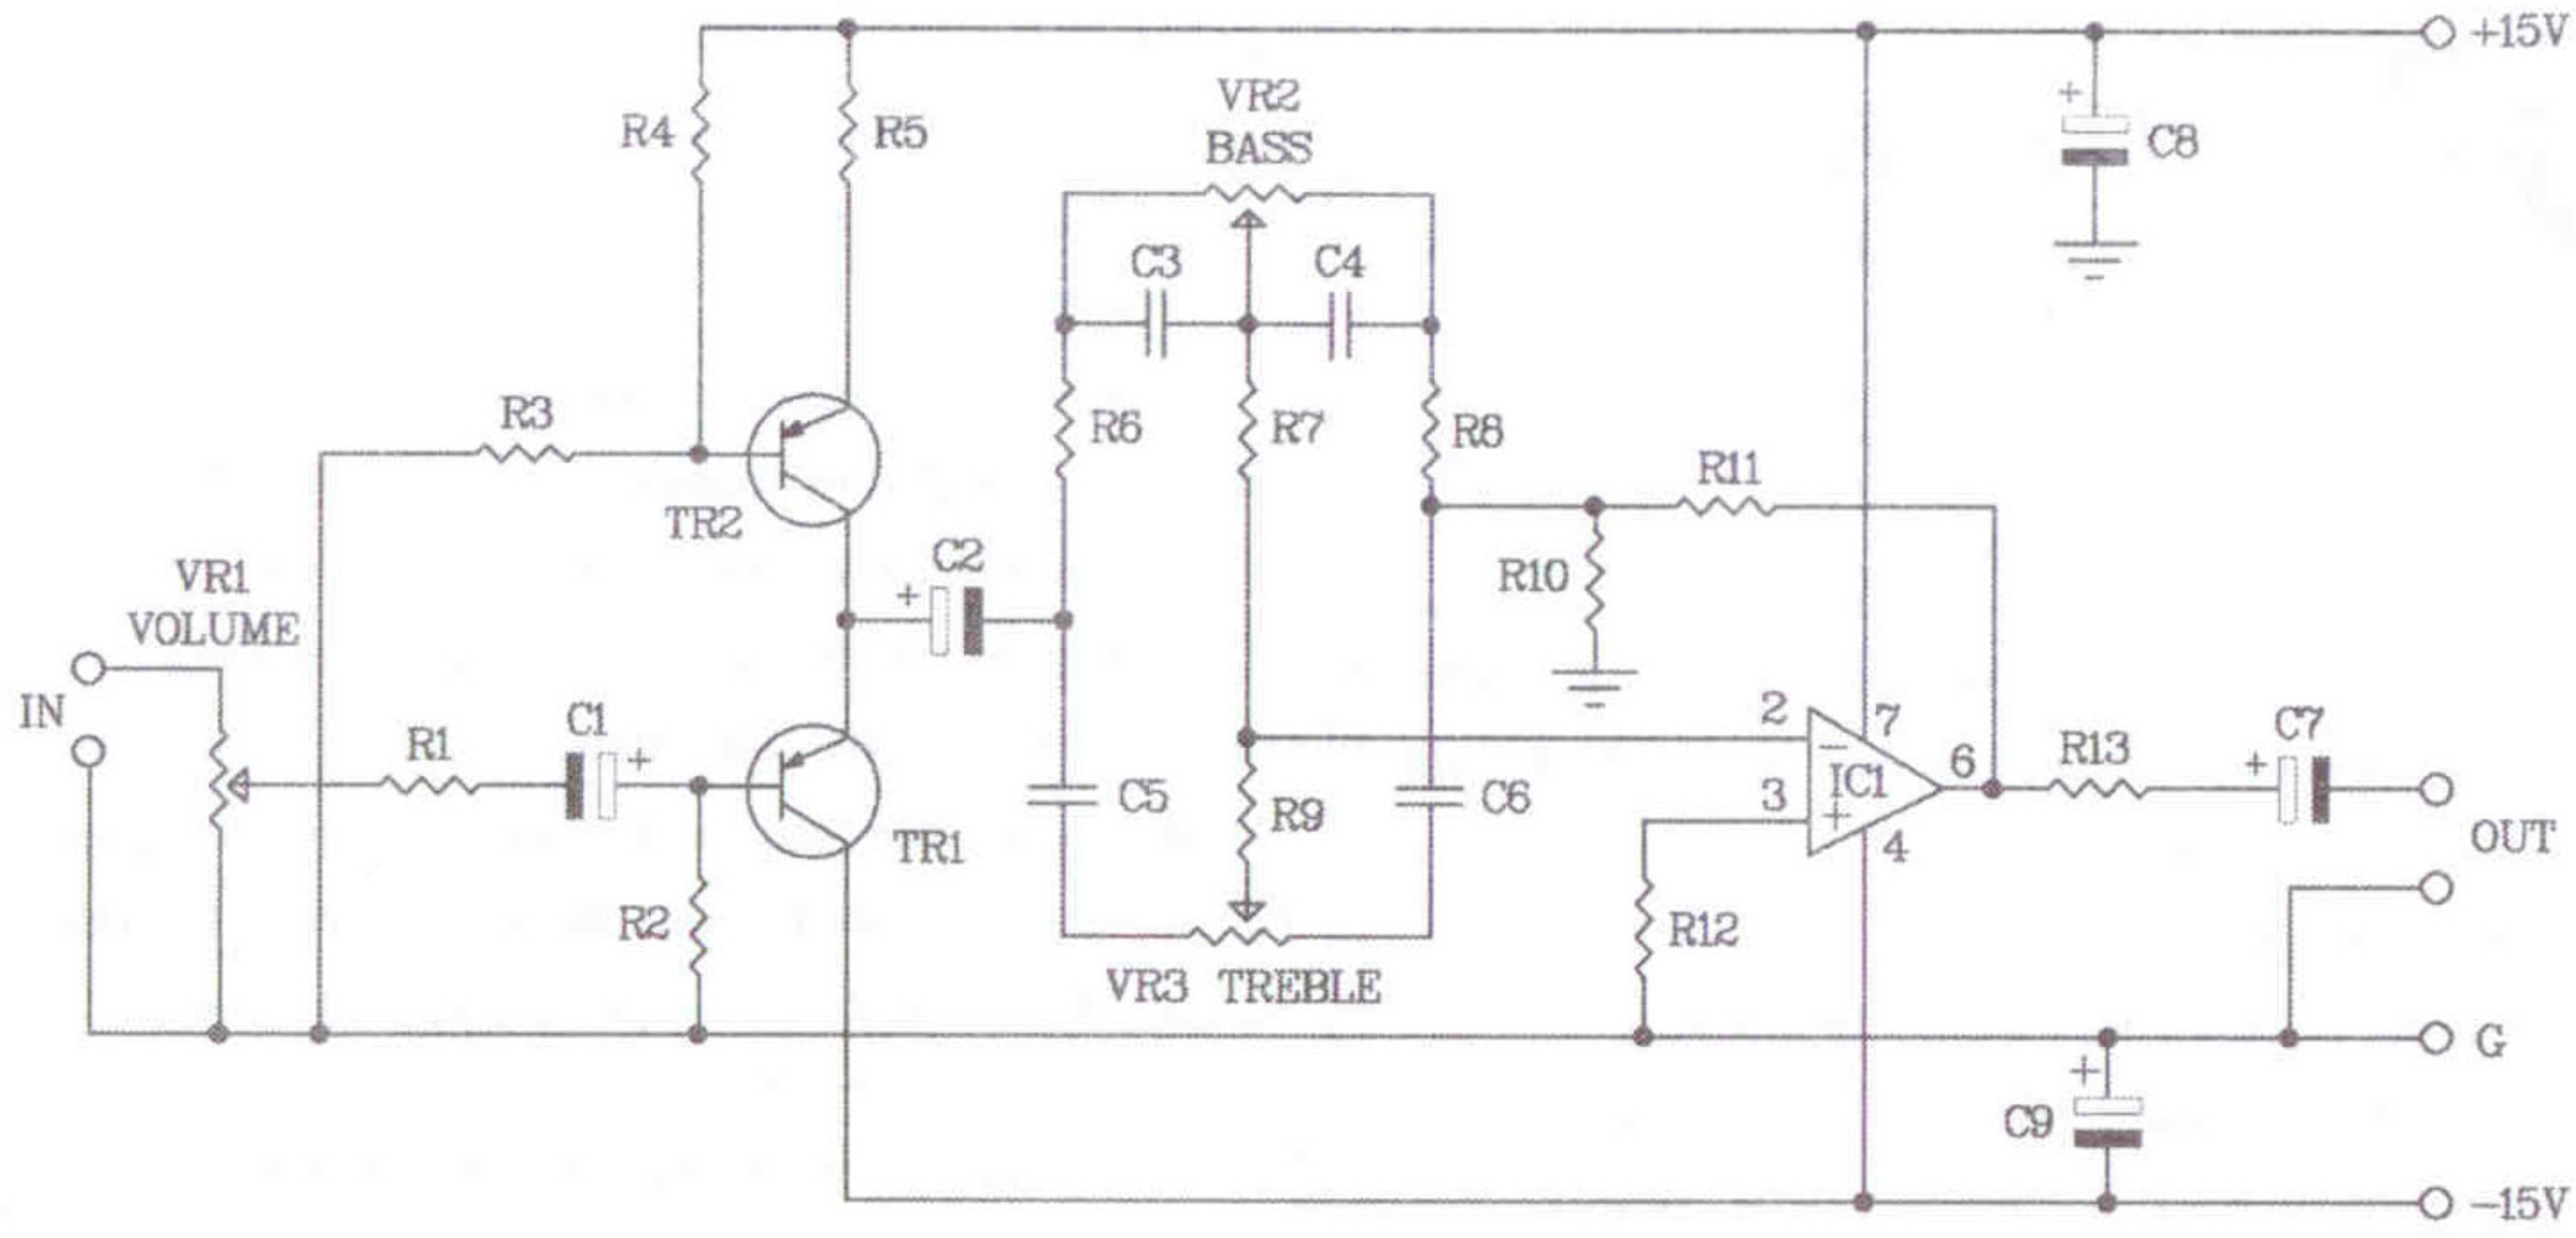 +15V
VR2
BASS
+
C8
R4
R5
C3
C4
R3
R6
R7
R8
R11
TR2
C2
+
R10
VR1
VOLUME
IN
R1
C1
+
2
7
−
IC1
6
R13
+
C7
3
+
4
C5
R9
C6
OUT
TR1
R2
R12
VR3 TREBLE
G
+
C9
−15V